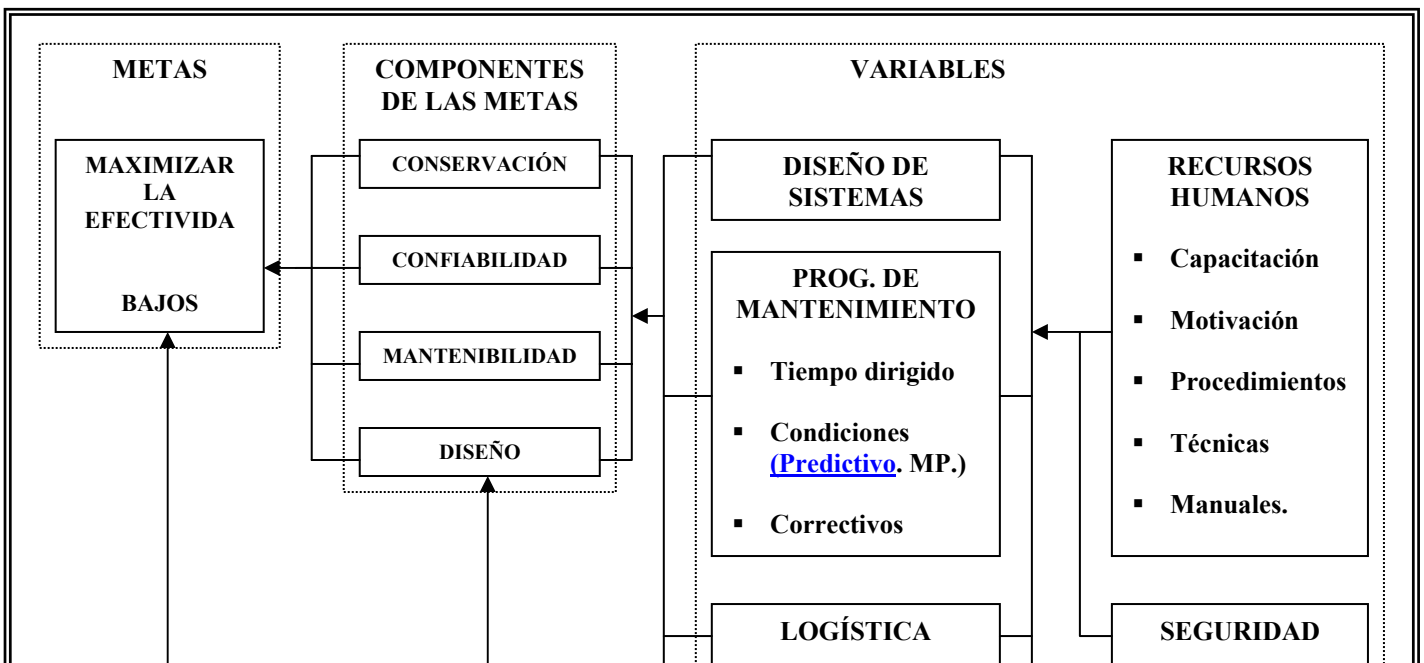 METAS
MAXIMIZAR
LA
EFECTIVIDA
BAJOS
COMPONENTES
DE LAS METAS
CONSERVACIÓN
CONFIABILIDAD
MANTENIBILIDAD
DISEÑO
VARIABLES
DISEÑO DE
SISTEMAS
PROG. DE
MANTENIMIENTO
▪ Tiempo dirigido
▪ Condiciones
(Predictivo. MP.)
▪ Correctivos
LOGÍSTICA
RECURSOS
HUMANOS
▪ Capacitación
▪ Motivación
▪ Procedimientos
▪ Técnicas
▪ Manuales.
SEGURIDAD